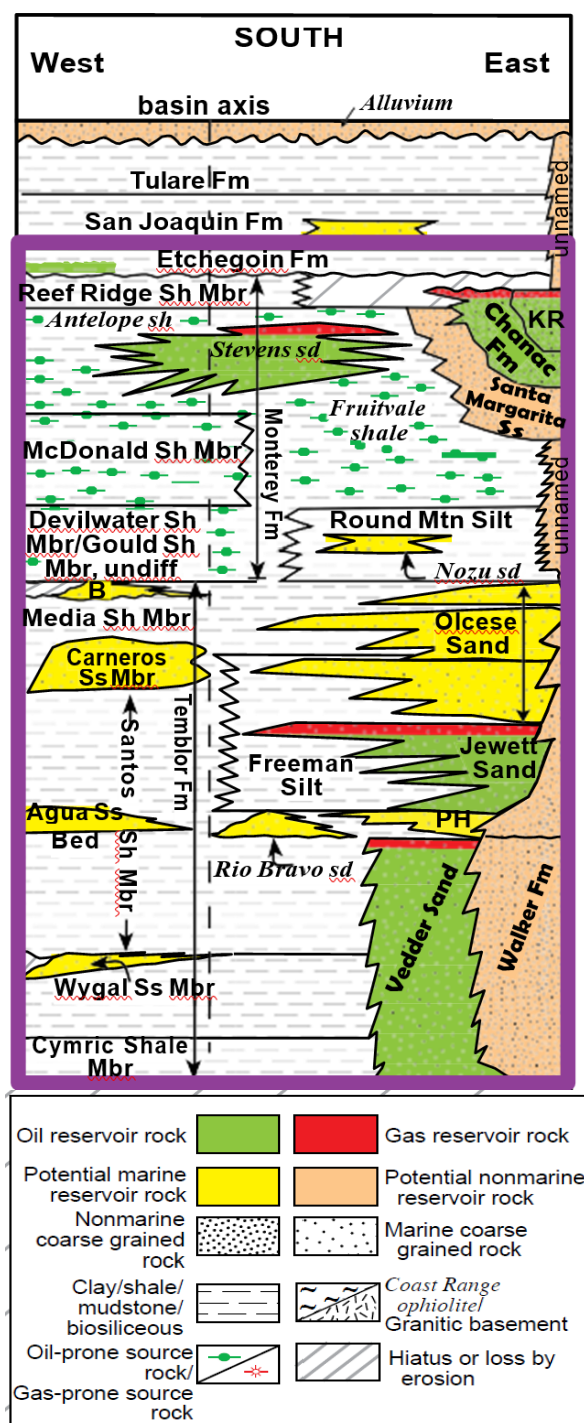 SOUTH
West
East
basin axis
Alluvium
Tulare Fm
San Joaquin Fm
unnamed
Etchegoin Fm
Reef Ridge Sh Mbr
Antelope sh
Stevens sd
Chanac
Fm
KR
Santa
Margarita
Ss
Fruitvale
shale
Monterey Fm
McDonald Sh Mbr
unnamed
Devilwater Sh
Mbr/Gould Sh
Mbr, undiff
Round Mtn Silt
Nozu sd
B
Media Sh Mbr
Olcese
Sand
Carneros
Ss Mbr
Temblor Fm
Santos
Sh Mbr
Freeman
Silt
Jewett
Sand
Agua Ss
Bed
PH
Rio Bravo sd
Vedder Sand
Walker Fm
Wygal Ss Mbr
Cymric Shale
Mbr
Oil reservoir rock
Gas reservoir rock
Potential marine
reservoir rock
Potential nonmarine
reservoir rock
Nonmarine
coarse grained
rock
Marine coarse
grained rock
Clay/shale/
mudstone/
biosiliceous
Coast Range
ophiolite/
Granitic basement
Oil-prone source
rock/
Gas-prone source
rock
Hiatus or loss by
erosion